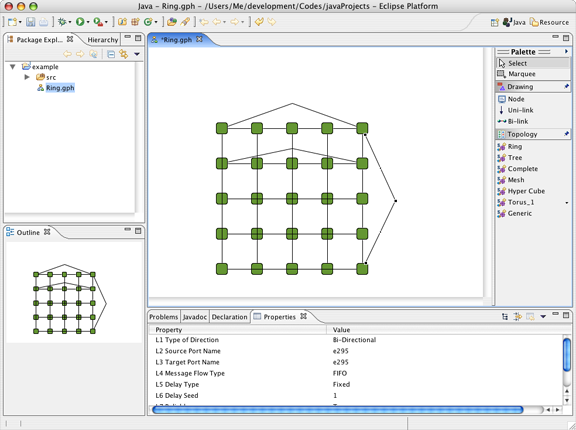 Java - Ring.gph - /Users/Me/development/Codes/javaProjects - Eclipse Platform
Java Resource
Package Expl... Hierarchy
example
src
Ring.gph
*Ring.gph
Palette
Select
Marquee
Drawing
Node
Uni-link
Bi-link
Topology
Ring
Tree
Complete
Mesh
Hyper Cube
Torus_1
Generic
Outline
Problems Javadoc Declaration Properties
Property Value
L1 Type of Direction Bi-Directional
L2 Source Port Name e295
L3 Target Port Name e295
L4 Message Flow Type FIFO
L5 Delay Type Fixed
L6 Delay Seed 1